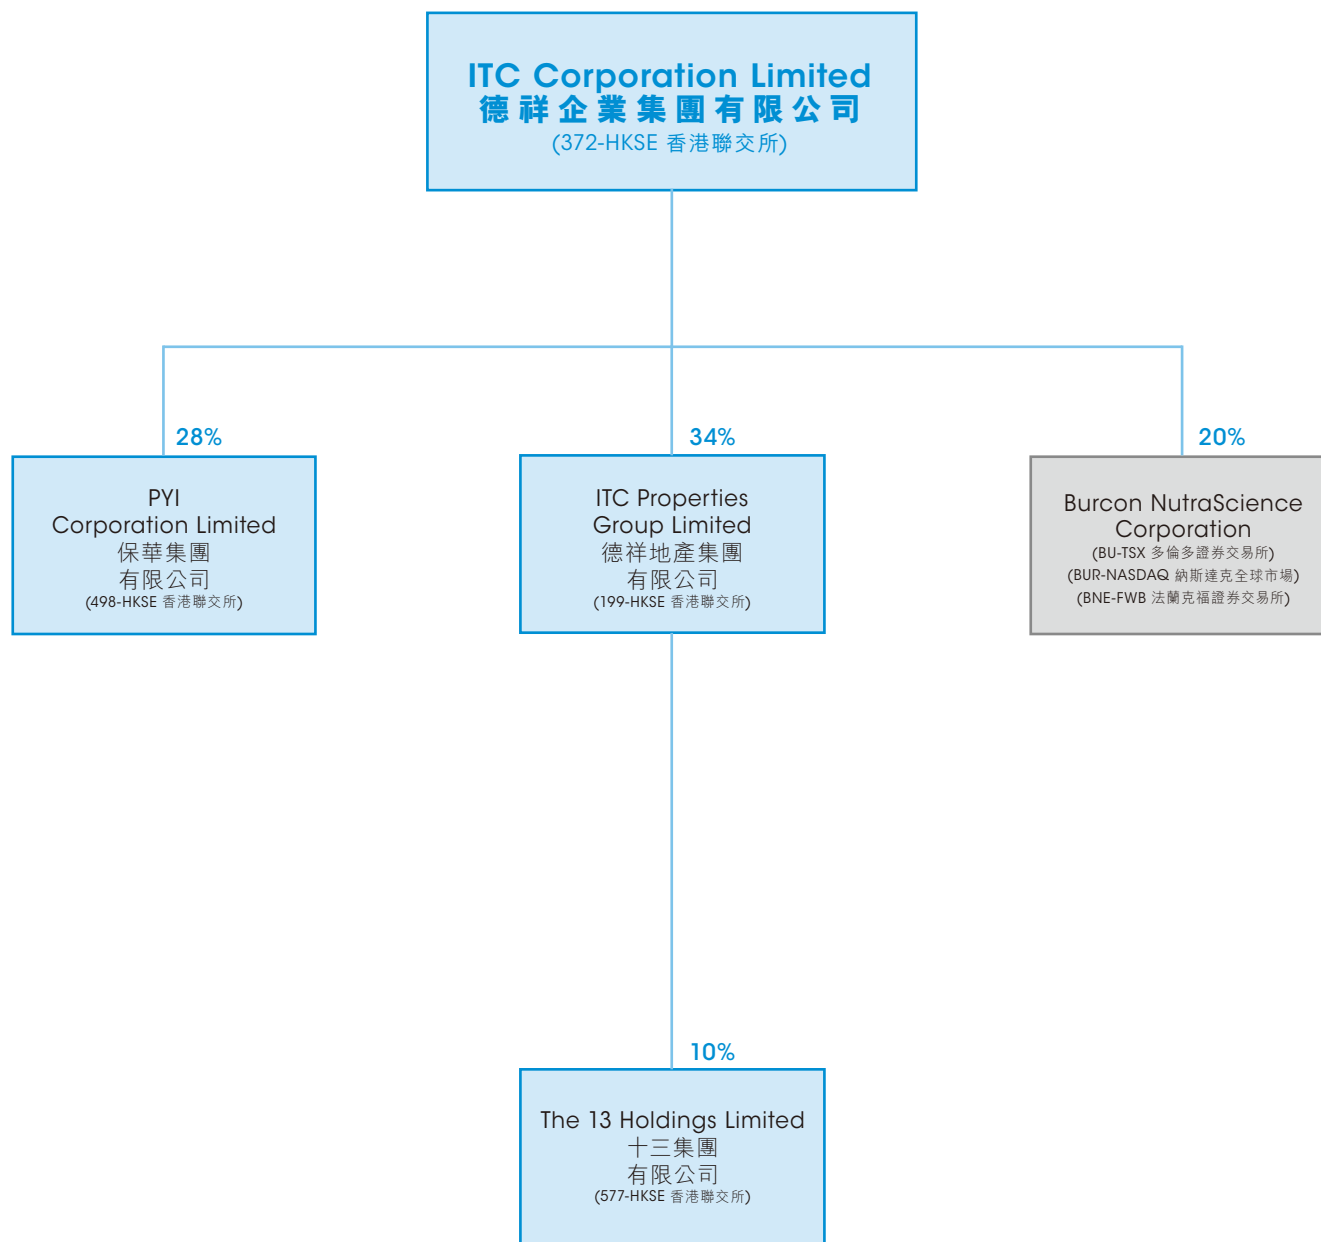 ITC Corporation Limited
德祥企業集團有限公司
(372-HKSE 香港聯交所)
28%
34%
20%
PYI
Corporation Limited
保華集團
有限公司
(498-HKSE 香港聯交所)
ITC Properties
Group Limited
德祥地產集團
有限公司
(199-HKSE 香港聯交所)
Burcon NutraScience
Corporation
(BU-TSX 多倫多證券交易所)
(BUR-NASDAQ 納斯達克全球市場)
(BNE-FWB 法蘭克福證券交易所)
10%
The 13 Holdings Limited
十三集團
有限公司
(577-HKSE 香港聯交所)